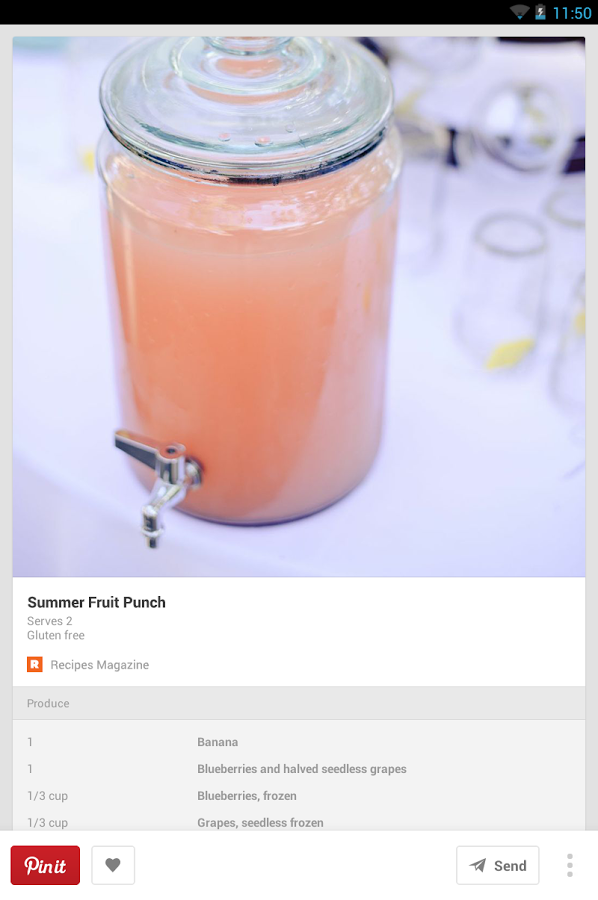 11:50
Summer Fruit Punch
Serves 2
Gluten free
R Recipes Magazine
Produce
1 Banana
1 Blueberries and halved seedless grapes
1/3 cup Blueberries, frozen
1/3 cup Grapes, seedless frozen
Pin it Send